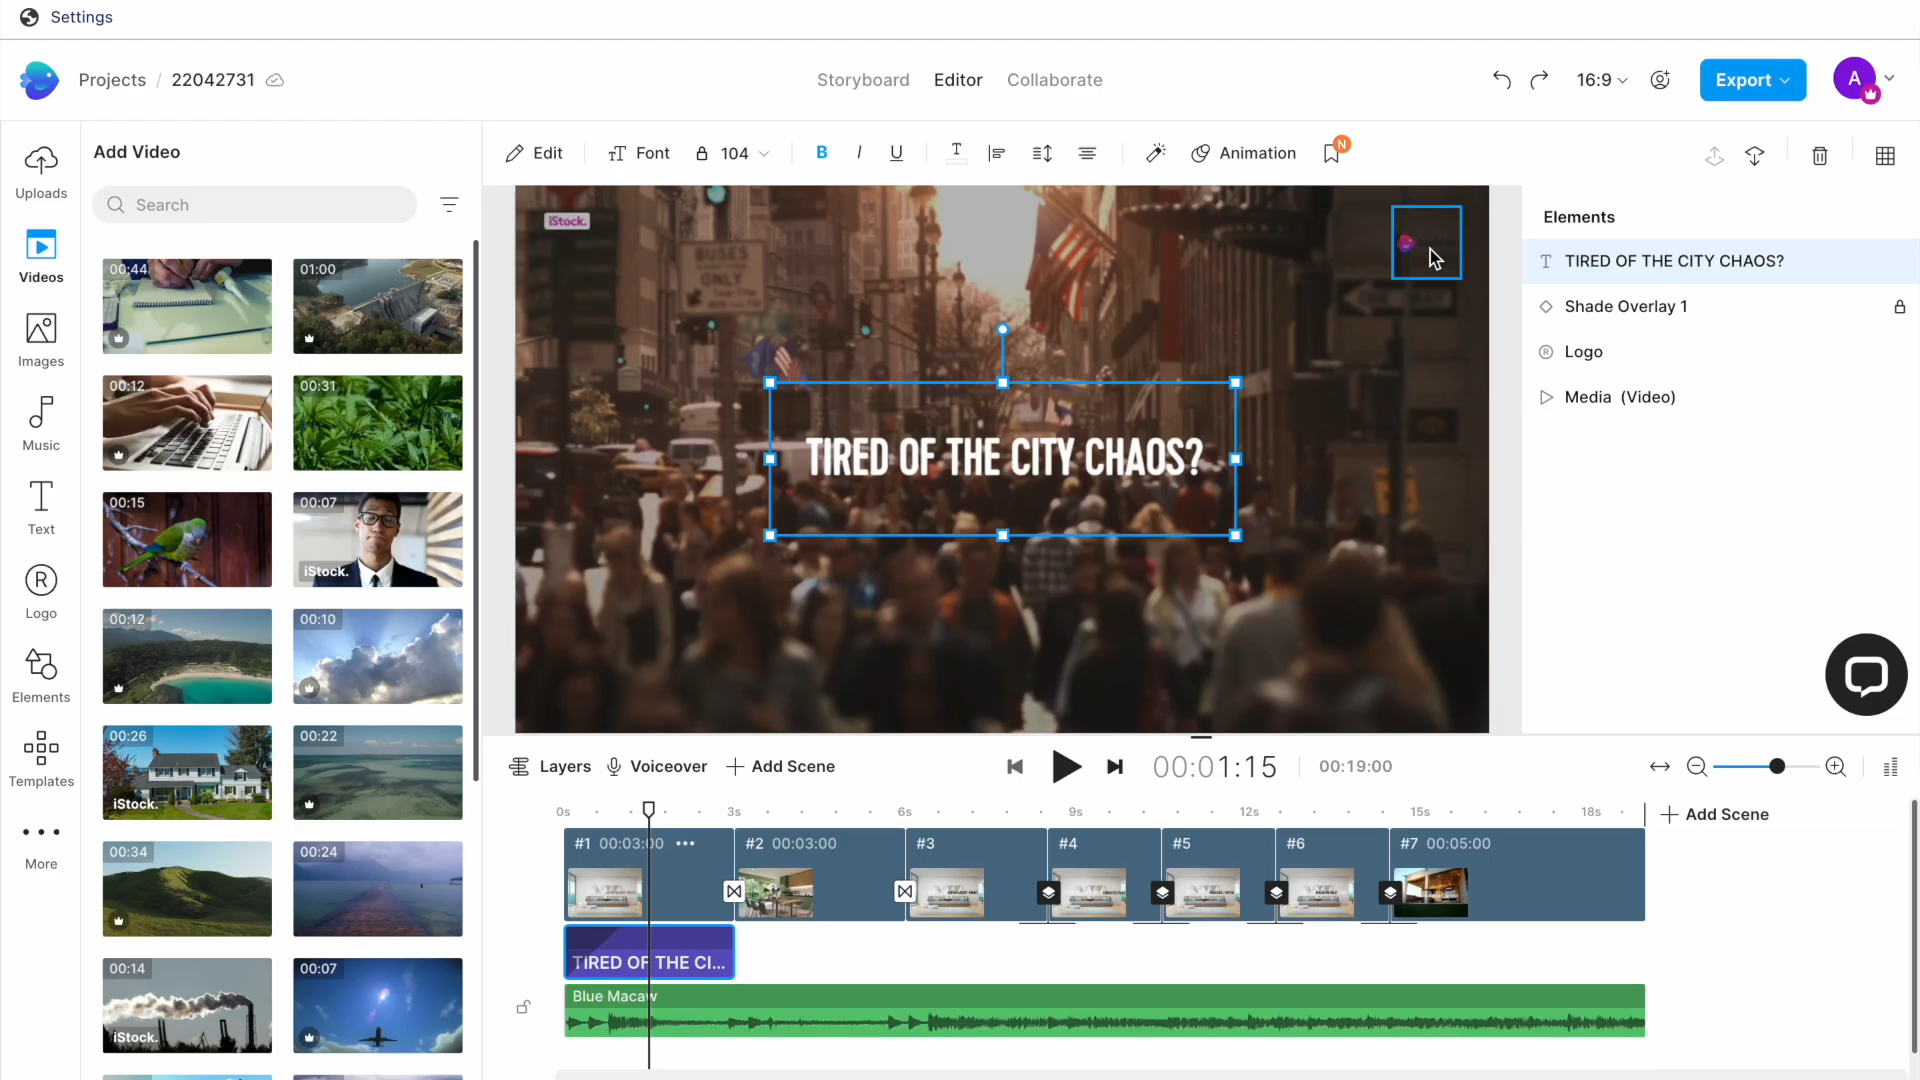 Settings
Projects / 22042731
Storyboard Editor Collaborate
16:9
Export
A
Uploads
Videos
Images
Music
Text
Logo
Elements
Templates
More
Add Video
Search
00:44
01:00
00:12
00:31
00:15
00:07
iStock.
00:12
00:10
00:26
iStock.
00:22
00:34
00:24
00:14
iStock.
00:07
Edit
Font
104
B I U
T
Animation
N
iStock.
BUSES
ONLY
ONE WAY
TIRED OF THE CITY CHAOS?
Elements
TIRED OF THE CITY CHAOS?
Shade Overlay 1
Logo
Media (Video)
Layers
Voiceover
Add Scene
00:01:15
00:19:00
0s 3s 6s 9s 12s 15s 18s
Add Scene
#1 00:03:00
#2 00:03:00
#3
#4
#5
#6
#7 00:05:00
TIRED OF THE CI...
Blue Macaw